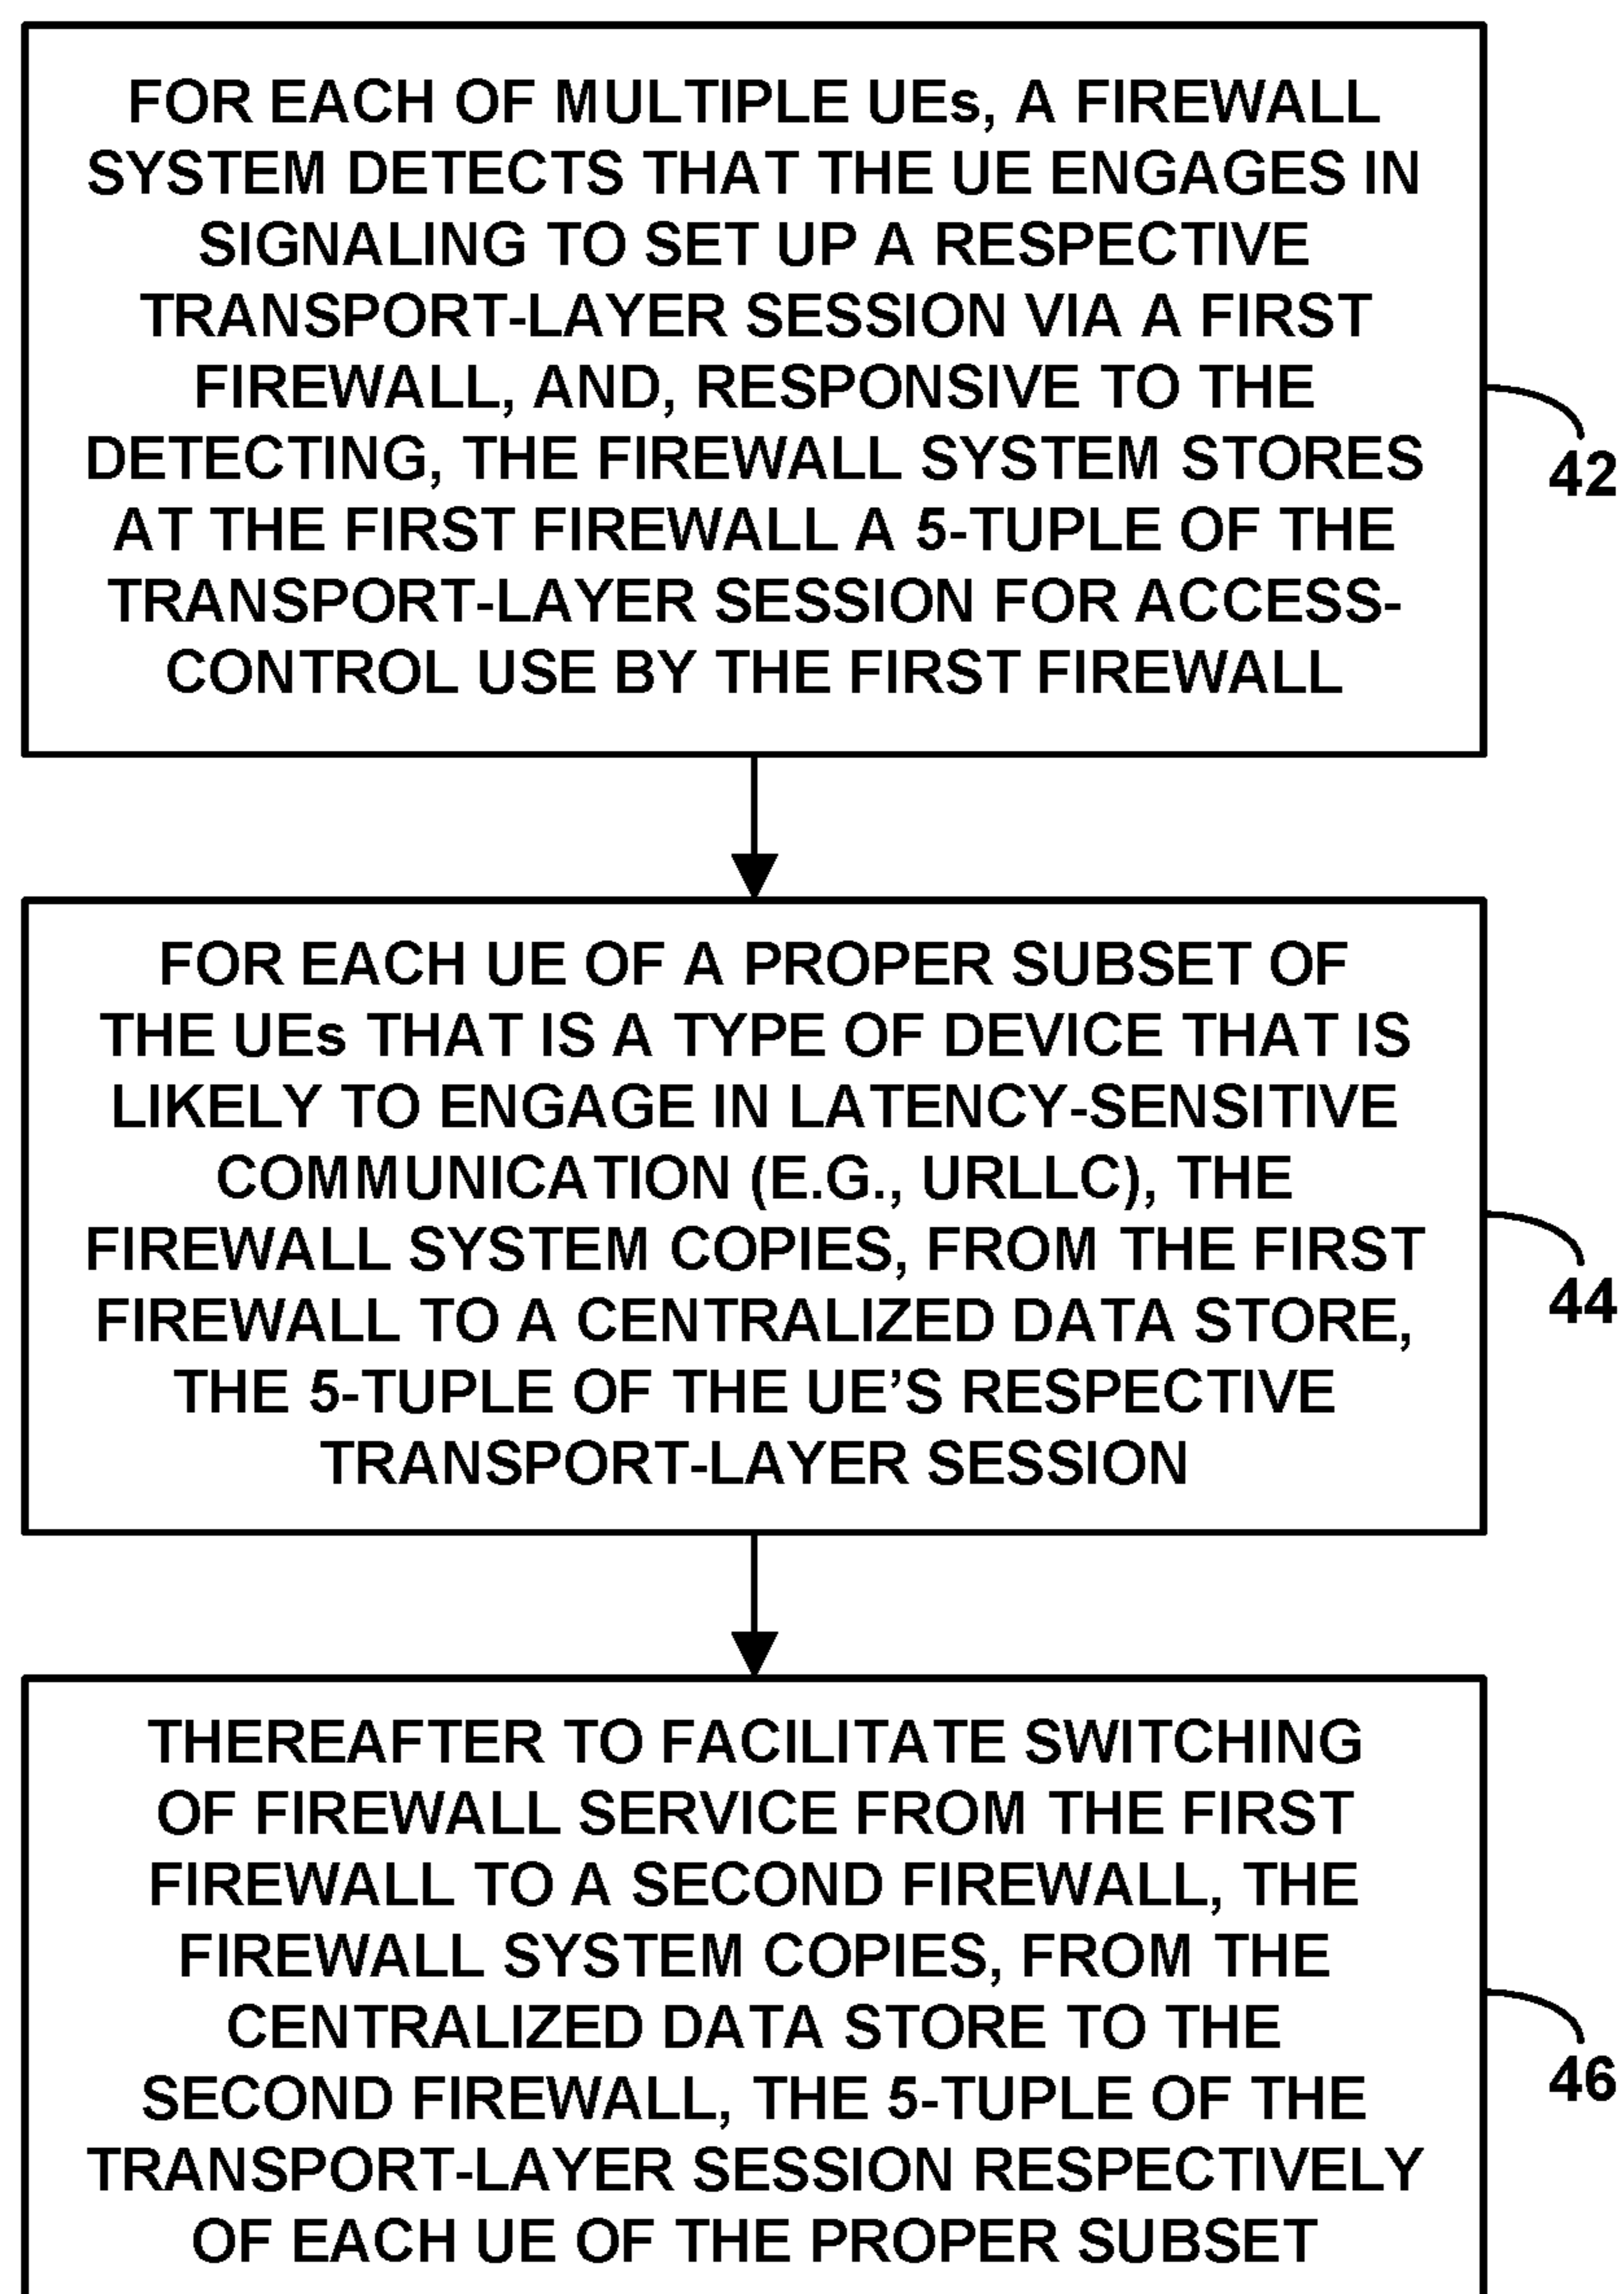 FOR EACH OF MULTIPLE UEs, A FIREWALL
SYSTEM DETECTS THAT THE UE ENGAGES IN
SIGNALING TO SET UP A RESPECTIVE
TRANSPORT-LAYER SESSION VIA A FIRST
FIREWALL, AND, RESPONSIVE TO THE
DETECTING, THE FIREWALL SYSTEM STORES
AT THE FIRST FIREWALL A 5-TUPLE OF THE
TRANSPORT-LAYER SESSION FOR ACCESS-
CONTROL USE BY THE FIRST FIREWALL
42
FOR EACH UE OF A PROPER SUBSET OF
THE UEs THAT IS A TYPE OF DEVICE THAT IS
LIKELY TO ENGAGE IN LATENCY-SENSITIVE
COMMUNICATION (E.G., URLLC), THE
FIREWALL SYSTEM COPIES, FROM THE FIRST
FIREWALL TO A CENTRALIZED DATA STORE,
THE 5-TUPLE OF THE UE’S RESPECTIVE
TRANSPORT-LAYER SESSION
44
THEREAFTER TO FACILITATE SWITCHING
OF FIREWALL SERVICE FROM THE FIRST
FIREWALL TO A SECOND FIREWALL, THE
FIREWALL SYSTEM COPIES, FROM THE
CENTRALIZED DATA STORE TO THE
SECOND FIREWALL, THE 5-TUPLE OF THE
TRANSPORT-LAYER SESSION RESPECTIVELY
OF EACH UE OF THE PROPER SUBSET
46